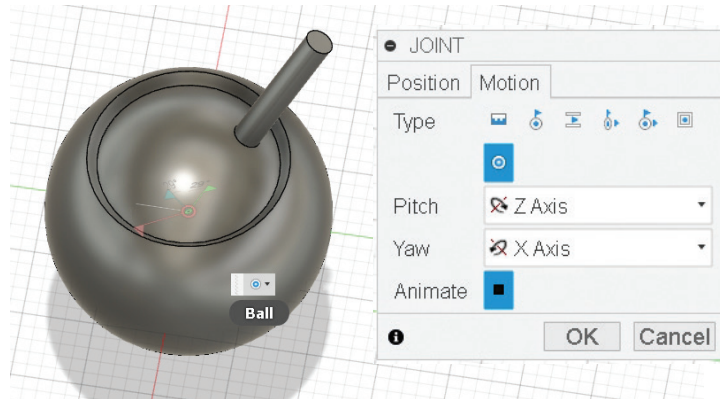 JOINT
Position Motion
Type
Pitch Z Axis
Yaw X Axis
Animate
OK Cancel
Ball